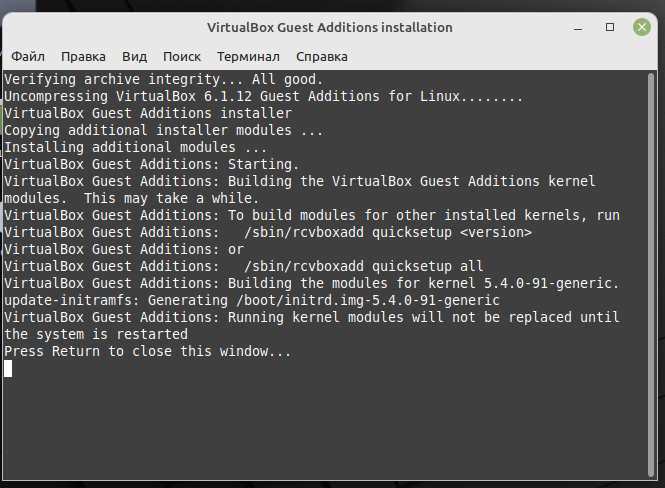 VirtualBox Guest Additions installation
Файл Правка Вид Поиск Терминал Справка
Verifying archive integrity... All good.
Uncompressing VirtualBox 6.1.12 Guest Additions for Linux........
VirtualBox Guest Additions installer
Copying additional installer modules ...
Installing additional modules ...
VirtualBox Guest Additions: Starting.
VirtualBox Guest Additions: Building the VirtualBox Guest Additions kernel
modules.  This may take a while.
VirtualBox Guest Additions: To build modules for other installed kernels, run
VirtualBox Guest Additions:   /sbin/rcvboxadd quicksetup <version>
VirtualBox Guest Additions: or
VirtualBox Guest Additions:   /sbin/rcvboxadd quicksetup all
VirtualBox Guest Additions: Building the modules for kernel 5.4.0-91-generic.
update-initramfs: Generating /boot/initrd.img-5.4.0-91-generic
VirtualBox Guest Additions: Running kernel modules will not be replaced until
the system is restarted
Press Return to close this window...